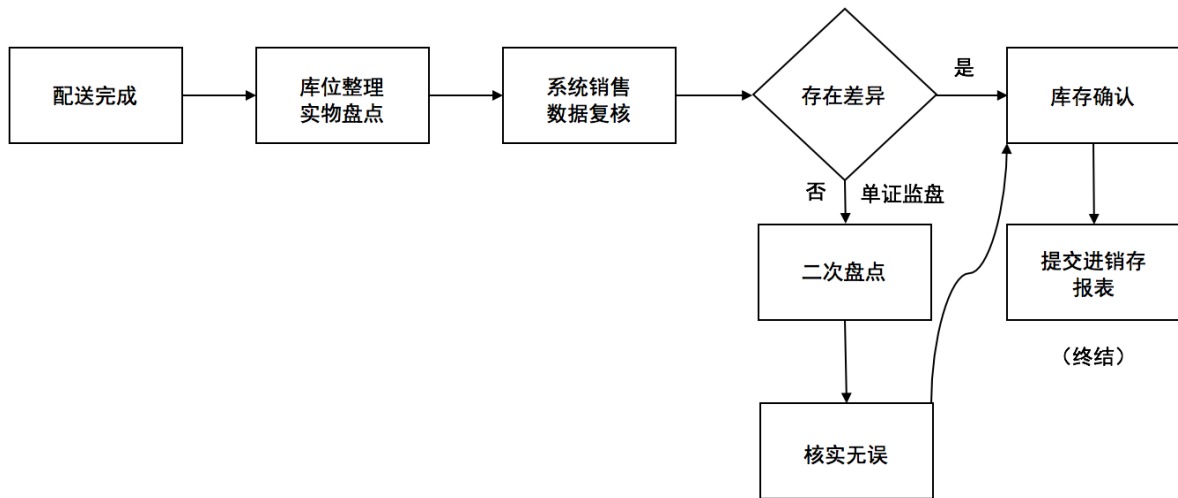 配送完成
库位整理
实物盘点
系统销售
数据复核
存在差异
是
库存确认
否
单证监盘
二次盘点
提交进销存
报表
（终结）
核实无误